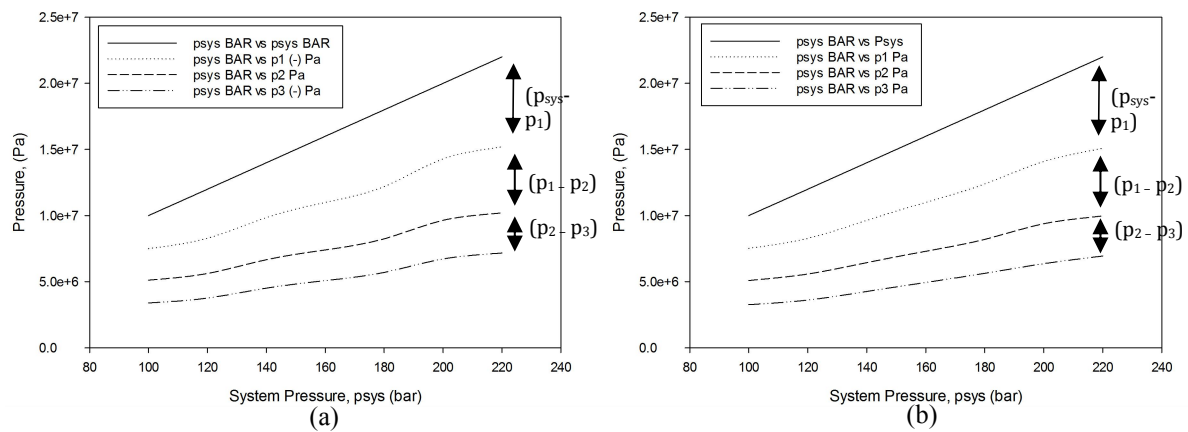 2.5e+7
psys BAR vs psys BAR
psys BAR vs p1 (-) Pa
psys BAR vs p2 Pa
psys BAR vs p3 (-) Pa
2.0e+7
(psys-
p1)
1.5e+7
(p1 – p2)
1.0e+7
(p2 – p3)
5.0e+6
0.0
Pressure, (Pa)
80 100 120 140 160 180 200 220 240
System Pressure, psys (bar)
(a)
2.5e+7
psys BAR vs Psys
psys BAR vs p1 Pa
psys BAR vs p2 Pa
psys BAR vs p3 Pa
2.0e+7
(psys-
p1)
1.5e+7
(p1 – p2)
1.0e+7
(p2 – p3)
5.0e+6
0.0
Pressure, (Pa)
80 100 120 140 160 180 200 220 240
System Pressure, psys (bar)
(b)